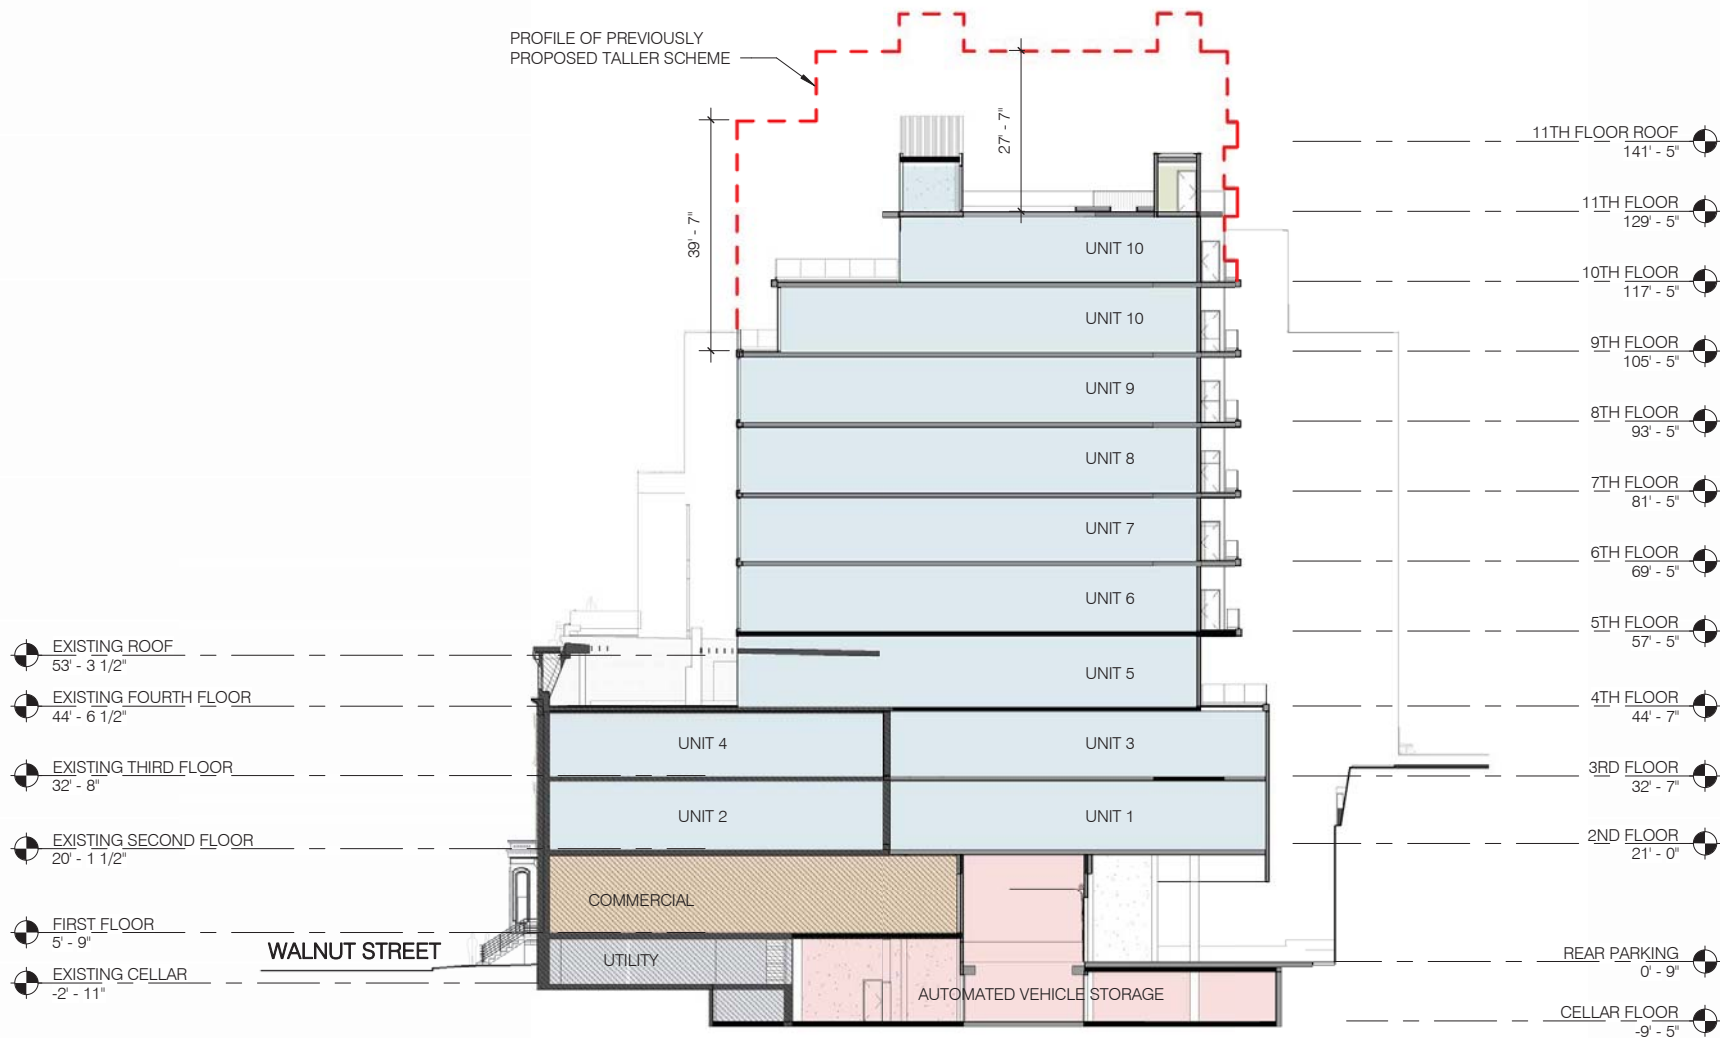 PROFILE OF PREVIOUSLY
PROPOSED TALLER SCHEME
27' - 7"
39' - 7"
11TH FLOOR ROOF
141' - 5"
11TH FLOOR
129' - 5"
10TH FLOOR
117' - 5"
9TH FLOOR
105' - 5"
8TH FLOOR
93' - 5"
7TH FLOOR
81' - 5"
6TH FLOOR
69' - 5"
5TH FLOOR
57' - 5"
4TH FLOOR
44' - 7"
3RD FLOOR
32' - 7"
2ND FLOOR
21' - 0"
REAR PARKING
0' - 9"
CELLAR FLOOR
-9' - 5"
UNIT 10
UNIT 10
UNIT 9
UNIT 8
UNIT 7
UNIT 6
UNIT 5
UNIT 4
UNIT 3
UNIT 2
UNIT 1
COMMERCIAL
UTILITY
AUTOMATED VEHICLE STORAGE
EXISTING ROOF
53' - 3 1/2"
EXISTING FOURTH FLOOR
44' - 6 1/2"
EXISTING THIRD FLOOR
32' - 8"
EXISTING SECOND FLOOR
20' - 1 1/2"
FIRST FLOOR
5' - 9"
WALNUT STREET
EXISTING CELLAR
-2' - 11"